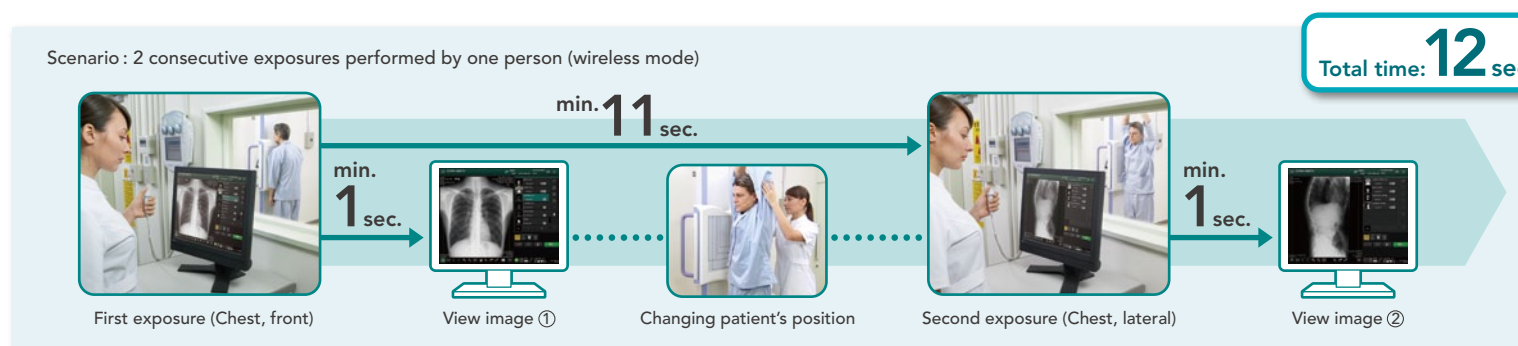 Scenario : 2 consecutive exposures performed by one person (wireless mode)
Total time: 12 sec
min. 11 sec.
min.
1 sec.
min.
1 sec.
First exposure (Chest, front)
View image ①
Changing patient's position
Second exposure (Chest, lateral)
View image ②